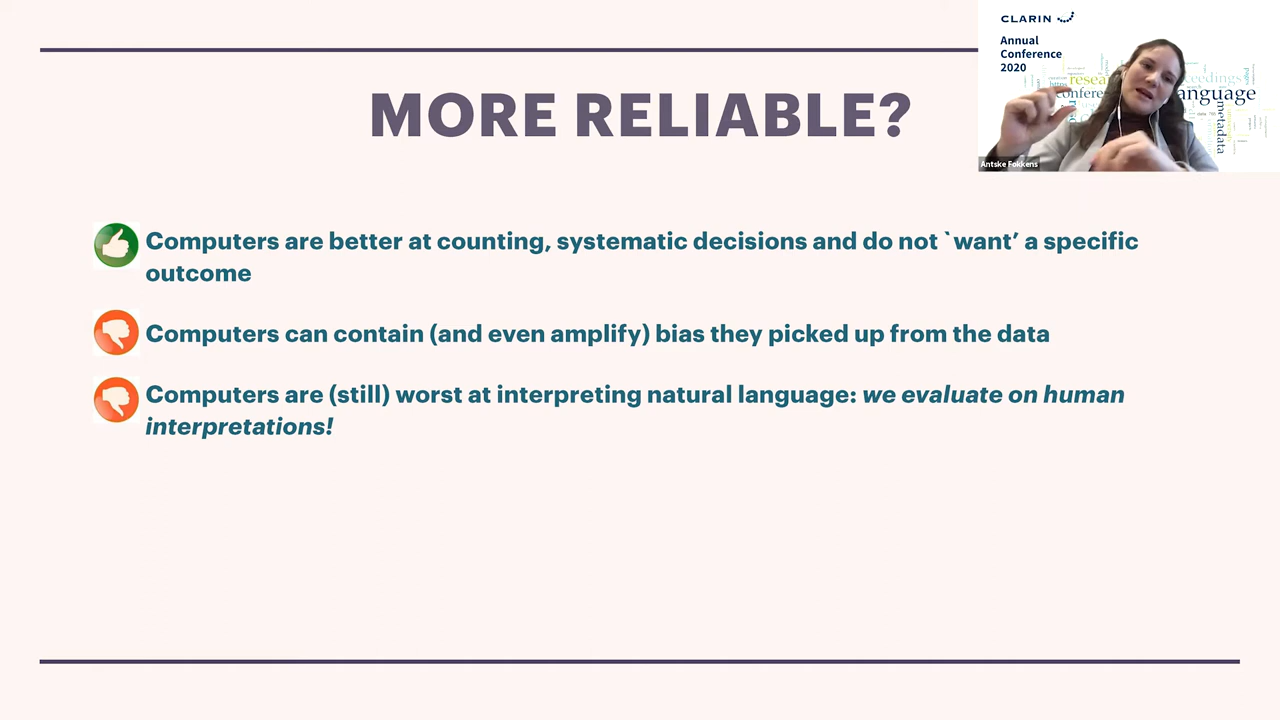 CLARIN
Annual
Conference
2020
MORE RELIABLE?
Antske Fokkens
Computers are better at counting, systematic decisions and do not `want’ a specific
outcome
Computers can contain (and even amplify) bias they picked up from the data
Computers are (still) worst at interpreting natural language: we evaluate on human
interpretations!
language
metadata